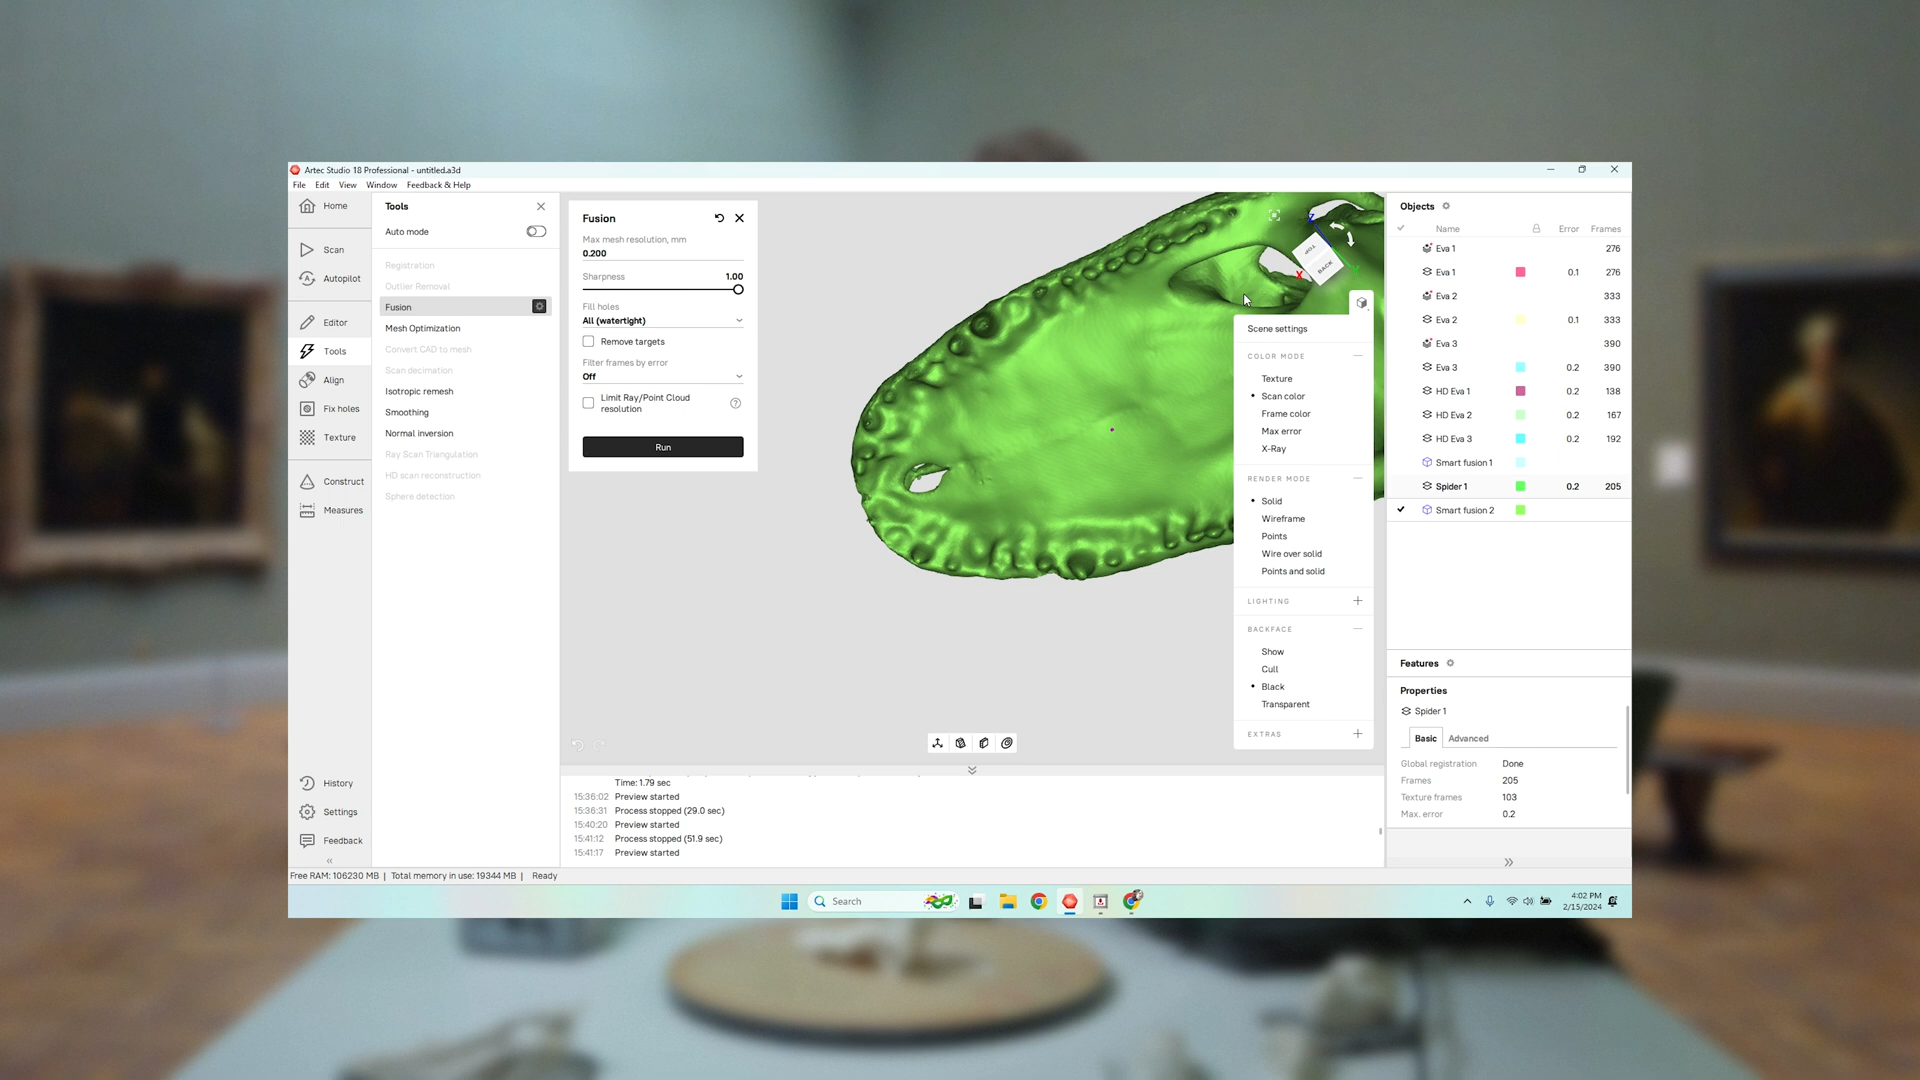 Artec Studio 18 Professional - untitled.a3d
File Edit View Window Feedback & Help
Home
Scan
Autopilot
Editor
Tools
Align
Fix holes
Texture
Construct
Measures
History
Settings
Feedback
Tools
Auto mode
Registration
Outlier Removal
Fusion
Mesh Optimization
Convert CAD to mesh
Scan decimation
Isotropic remesh
Smoothing
Normal inversion
Ray Scan Triangulation
HD scan reconstruction
Sphere detection
Fusion
Max mesh resolution, mm
0.200
Sharpness 1.00
Fill holes
All (watertight)
Remove targets
Filter frames by error
Off
Limit Ray/Point Cloud
resolution
Run
Z
TOP
BACK
X
Y
Scene settings
COLOR MODE
Texture
Scan color
Frame color
Max error
X-Ray
RENDER MODE
Solid
Wireframe
Points
Wire over solid
Points and solid
LIGHTING
BACKFACE
Show
Cull
Black
Transparent
EXTRAS
Time: 1.79 sec
15:36:02 Preview started
15:36:31 Process stopped (29.0 sec)
15:40:20 Preview started
15:41:12 Process stopped (51.9 sec)
15:41:17 Preview started
Objects
Name Error Frames
Eva 1 276
Eva 1 0.1 276
Eva 2 333
Eva 2 0.1 333
Eva 3 390
Eva 3 0.2 390
HD Eva 1 0.2 138
HD Eva 2 0.2 167
HD Eva 3 0.2 192
Smart fusion 1
Spider 1 0.2 205
Smart fusion 2
Features
Properties
Spider 1
Basic Advanced
Global registration Done
Frames 205
Texture frames 103
Max. error 0.2
Free RAM: 106230 MB | Total memory in use: 19344 MB | Ready
Search
4:02 PM
2/15/2024